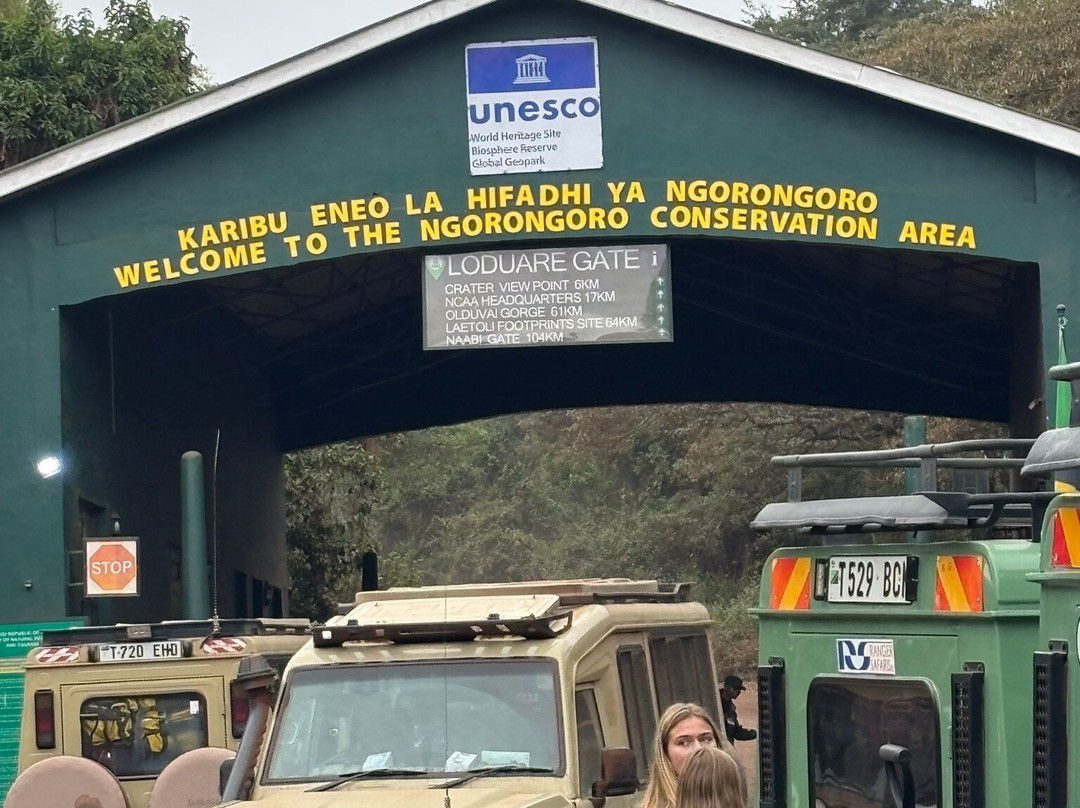 unesco
World Heritage Site
Biosphere Reserve
Global Geopark
KARIBU ENEO LA HIFADHI YA NGORONGORO
WELCOME TO THE NGORONGORO CONSERVATION AREA
LODUARE GATE i
CRATER VIEW POINT 6KM
NCAA HEADQUARTERS 17KM
OLDUVAI GORGE 61KM
LAETOLI FOOTPRINTS SITE 64KM
NAABI GATE 104KM
STOP
T 720 EHD
T529 BC
RANGER
SAFARIS